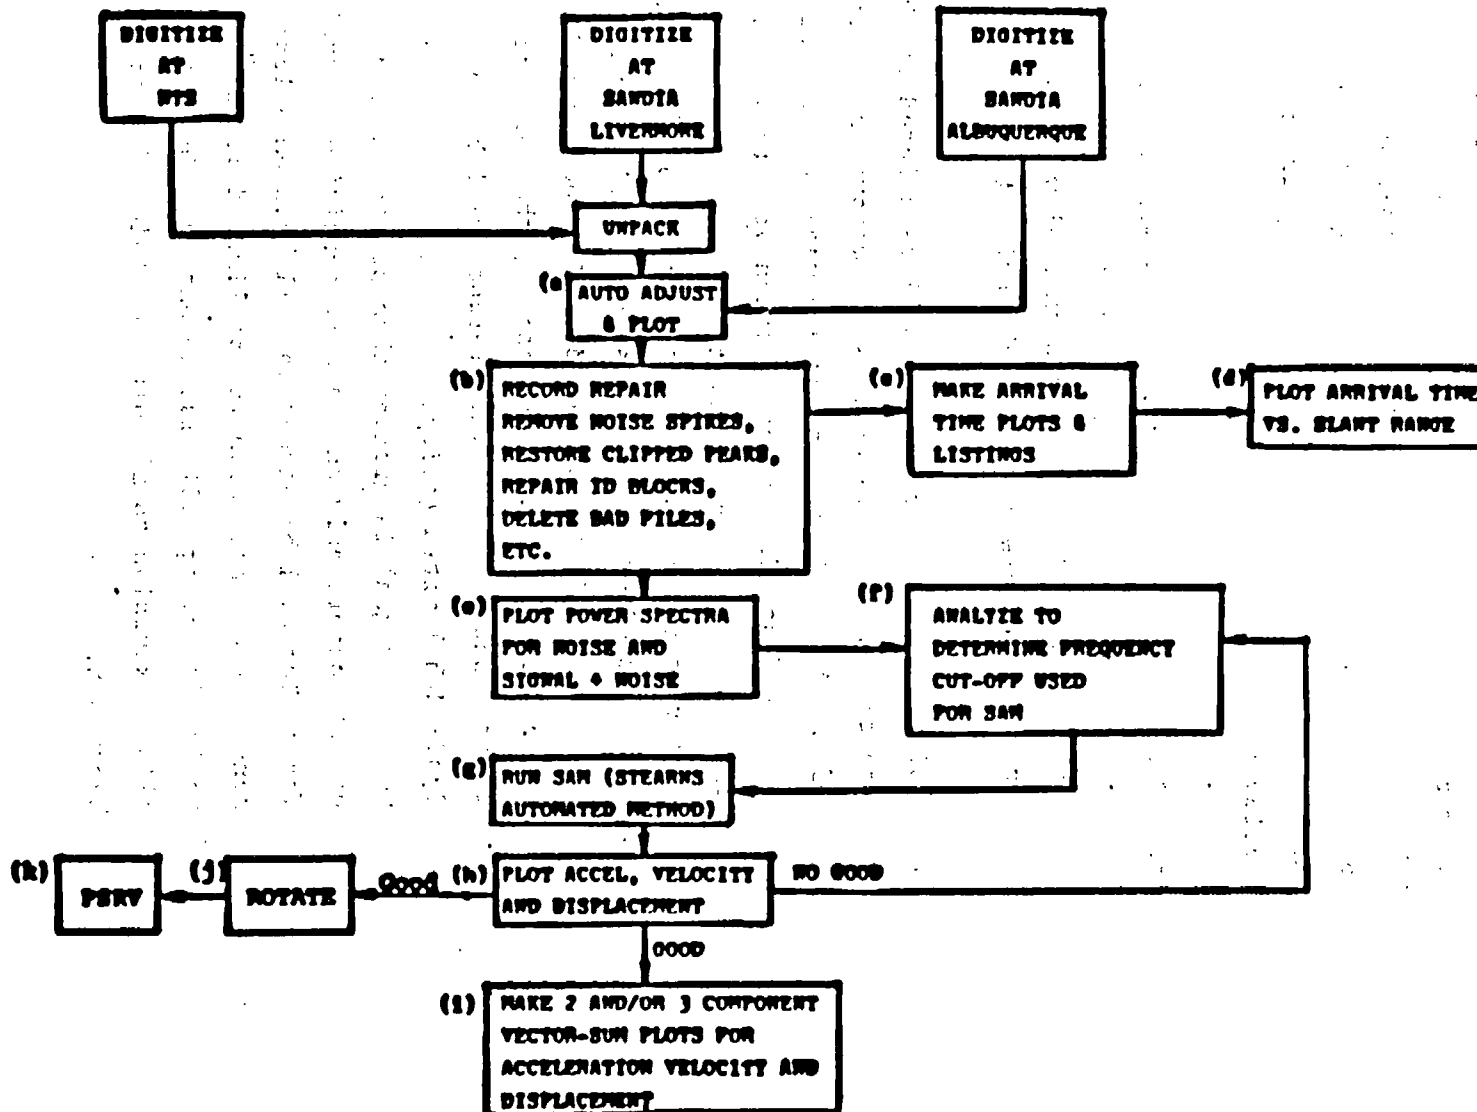 DIGITIZE
AT
NTS
DIGITIZE
AT
SANDIA
LIVERMORE
DIGITIZE
AT
SANDIA
ALBUQUERQUE
UNPACK
(a)
AUTO ADJUST
& PLOT
(b)
RECORD REPAIR
REMOVE NOISE SPIKES,
RESTORE CLIPPED PEAKS,
REPAIR ID BLOCKS,
DELETE BAD FILES,
ETC.
(c)
MAKE ARRIVAL
TIME PLOTS &
LISTINGS
(d)
PLOT ARRIVAL TIME
VS. SLANT RANGE
(e)
PLOT POWER SPECTRA
FOR NOISE AND
SIGNAL + NOISE
(f)
ANALYZE TO
DETERMINE FREQUENCY
CUT-OFF USED
FOR SAM
(g)
RUN SAM (STEARNS
AUTOMATED METHOD)
(h)
PLOT ACCEL, VELOCITY
AND DISPLACEMENT
NO GOOD
Good
(j)
ROTATE
(k)
PSRV
GOOD
(i)
MAKE 2 AND/OR 3 COMPONENT
VECTOR-SUM PLOTS FOR
ACCELERATION VELOCITY AND
DISPLACEMENT